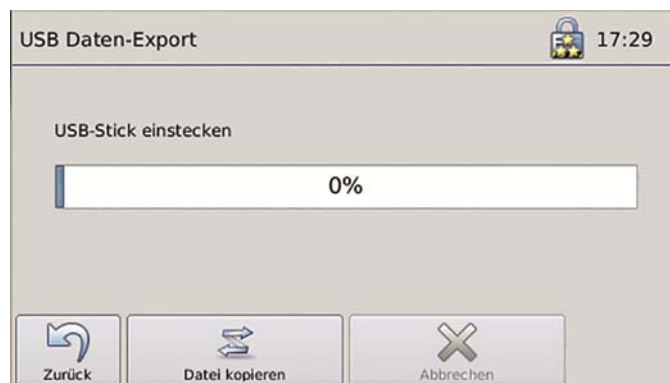 USB Daten-Export 17:29
USB-Stick einstecken
0%
Zurück Datei kopieren Abbrechen